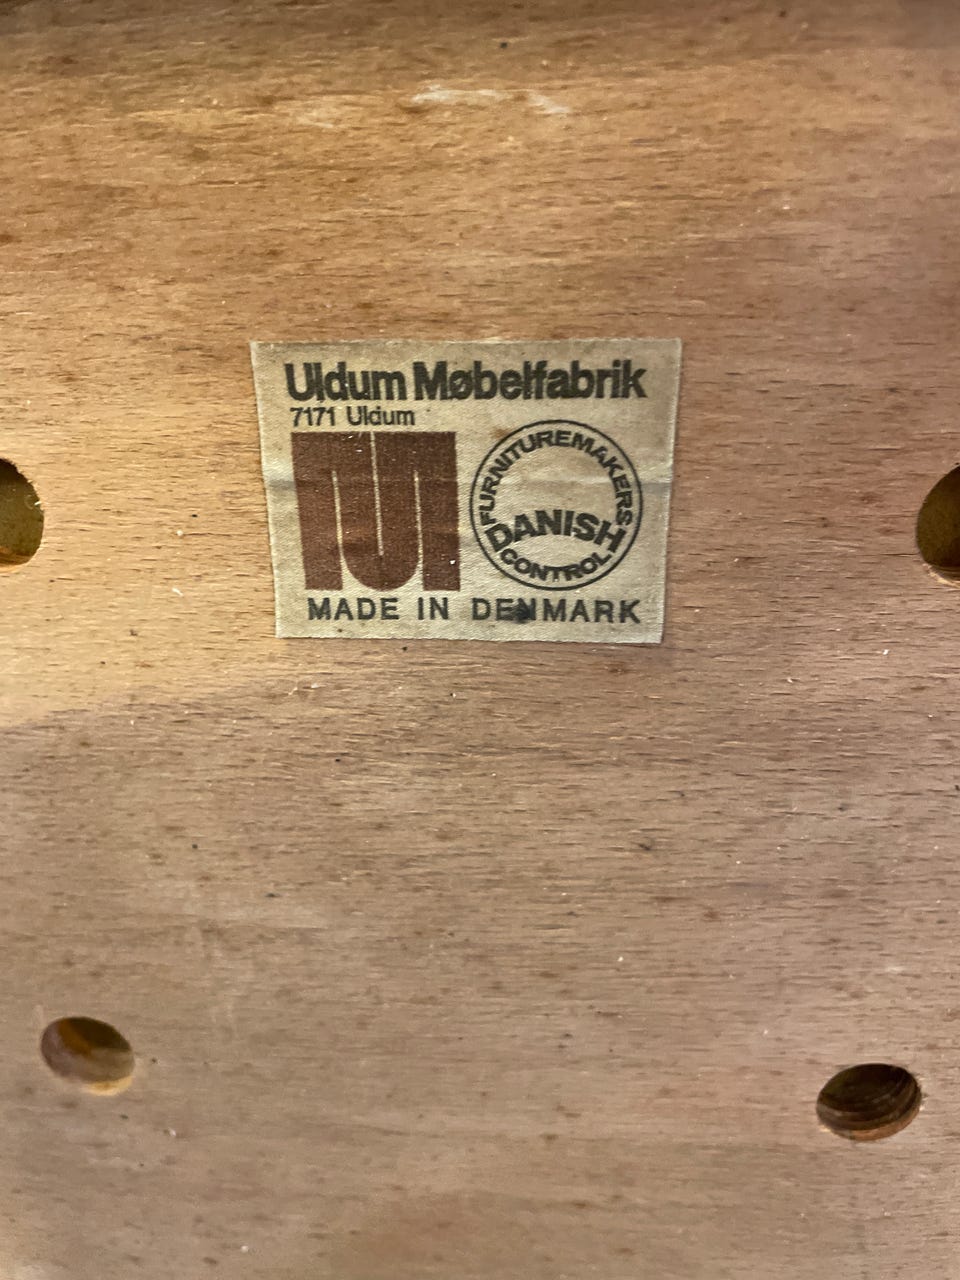 Uldum Møbelfabrik
7171 Uldum
FURNITUREMAKERS
DANISH
CONTROL
MADE IN DENMARK